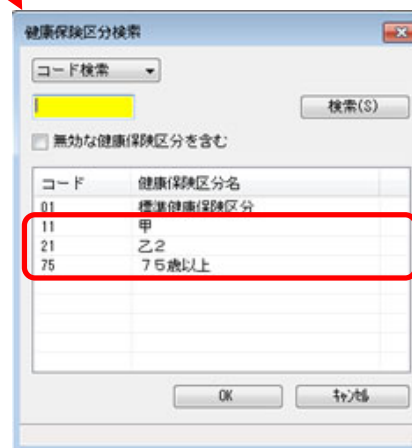 健康保険区分検索
コード検索
検索(S)
無効な健康保険区分を含む
コード 健康保険区分名
01 標準健康保険区分
11 甲
21 乙2
75 75歳以上
OK ｷｬﾝｾﾙ